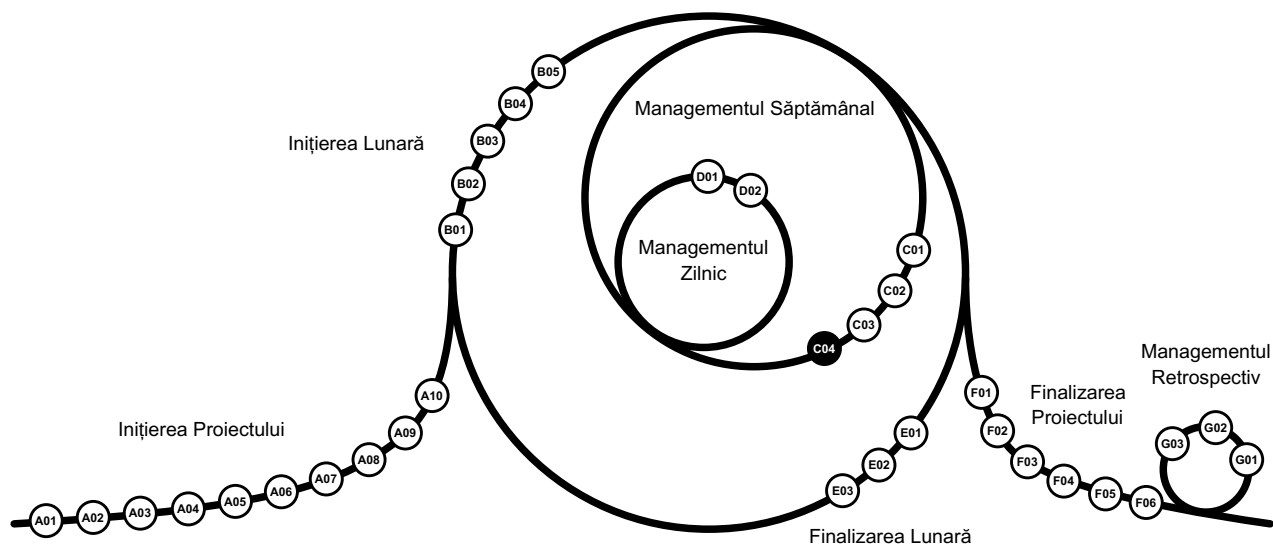 B05
B04
B03
B02
B01
Inițierea Lunară
Managementul Săptămânal
D01
D02
Managementul
Zilnic
C01
C02
C03
C04
Inițierea Proiectului
A01
A02
A03
A04
A05
A06
A07
A08
A09
A10
E01
E02
E03
Finalizarea Lunară
F01
F02
F03
F04
F05
F06
Finalizarea
Proiectului
Managementul
Retrospectiv
G03
G02
G01